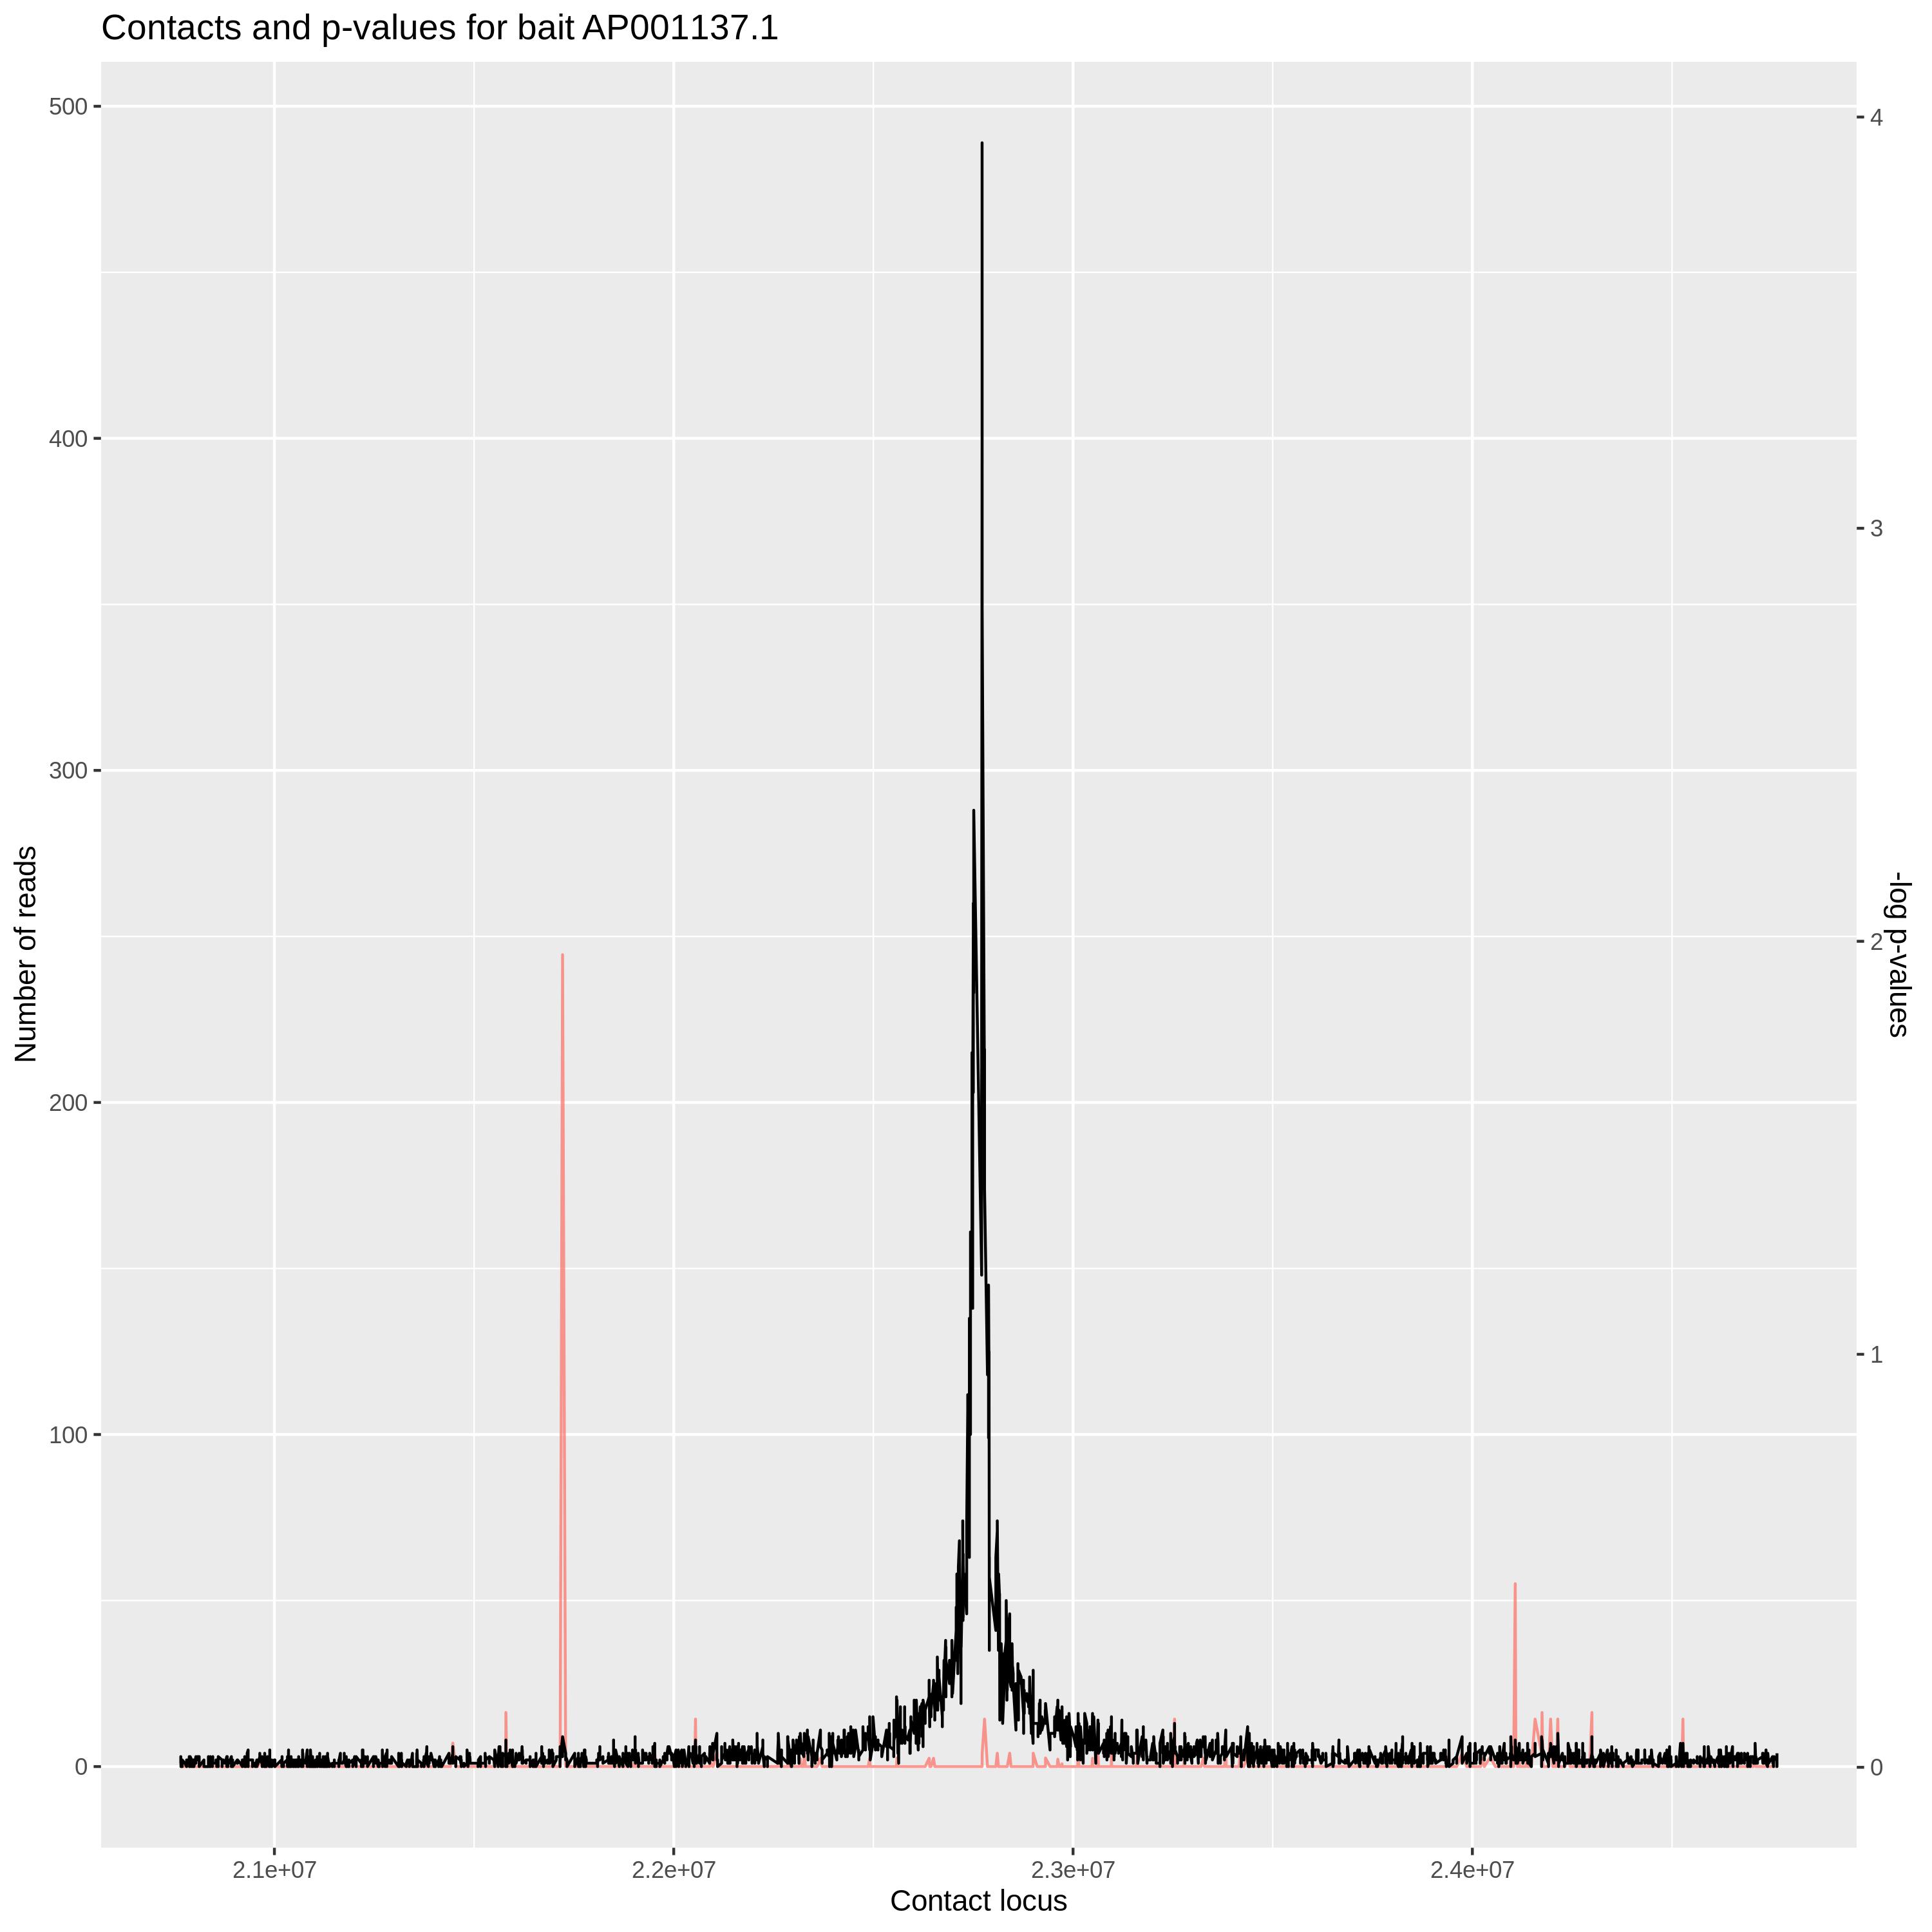 Contacts and p-values for bait AP001137.1
500
400
300
200
100
0
Number of reads
4
3
2
1
0
-log p-values
2.1e+07
2.2e+07
2.3e+07
2.4e+07
Contact locus